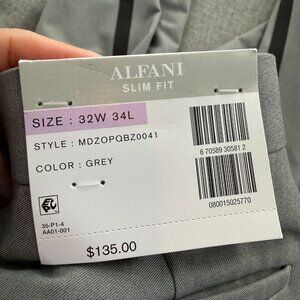 ALFANI
SLIM FIT
SIZE : 32W 34L
STYLE : MDZOPQBZ0041
COLOR : GREY
6 70589 30581 2
35-P1-4
AA01-001
080015025770
$135.00